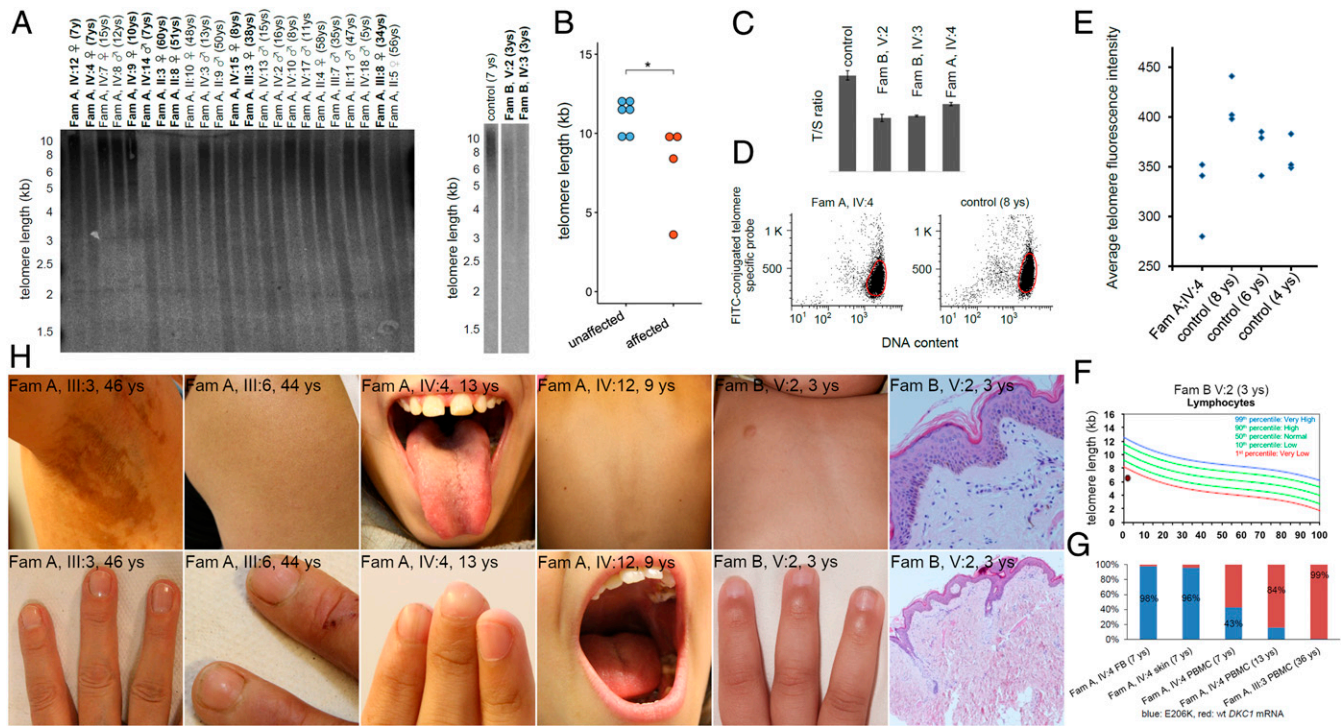 A
Fam A, IV:12 ♀ (7y)
Fam A, IV:4 ♀ (7ys)
Fam A, IV:7 ♀ (15ys)
Fam A, IV:8 ♂ (12ys)
Fam A, IV:9 ♀ (10ys)
Fam A, IV:14 ♂ (7ys)
Fam A, II:3 ♀ (60ys)
Fam A, II:8 ♀ (51ys)
Fam A, II:10 ♀ (48ys)
Fam A, IV:3 ♂ (13ys)
Fam A, II:9 ♂ (50ys)
Fam A, IV:15 ♀ (8ys)
Fam A, III:3 ♀ (38ys)
Fam A, IV:13 ♂ (15ys)
Fam A, IV:2 ♂ (16ys)
Fam A, IV:10 ♂ (8ys)
Fam A, IV:17 ♂ (11ys
Fam A, II:4 ♀ (58ys)
Fam A, III:7 ♂ (35ys)
Fam A, II:11 ♂ (47ys)
Fam A, IV:18 ♂ (5ys)
Fam A, III:8 ♀ (34ys)
Fam A, II:5 ♀ (56ys)
telomere length (kb)
10
8
6
5
4
3
2.5
2
1.5
control (7 ys)
Fam B, V:2 (3ys)
Fam B, IV:3 (3ys)
telomere length (kb)
10
8
6
5
4
3
2.5
2
1.5
B
*
telomere length (kb)
15
10
5
0
unaffected
affected
C
T/S ratio
control
Fam B, V:2
Fam B, IV:3
Fam A, IV:4
D
Fam A, IV:4
control (8 ys)
FITC-conjugated telomere
specific probe
1 K
500
10¹ 10² 10³
1 K
500
10¹ 10² 10³
DNA content
E
Average telomere fluorescence intensity
450
400
350
300
250
Fam A;IV:4
control (8 ys)
control (6 ys)
control (4 ys)
H
Fam A, III:3, 46 ys
Fam A, III:6, 44 ys
Fam A, IV:4, 13 ys
Fam A, IV:12, 9 ys
Fam B, V:2, 3 ys
Fam B, V:2, 3 ys
Fam A, III:3, 46 ys
Fam A, III:6, 44 ys
Fam A, IV:4, 13 ys
Fam A, IV:12, 9 ys
Fam B, V:2, 3 ys
Fam B, V:2, 3 ys
F
Fam B V:2 (3 ys)
Lymphocytes
99th percentile: Very High
90th percentile: High
50th percentile: Normal
10th percentile: Low
1st percentile: Very Low
telomere length (kb)
16
14
12
10
8
6
4
2
0
0 10 20 30 40 50 60 70 80 90 100
G
100%
80%
60%
40%
20%
0%
98%
96%
43%
84%
99%
Fam A, IV:4 FB (7 ys)
Fam A, IV:4 skin (7 ys)
Fam A, IV:4 PBMC (7 ys)
Fam A, IV:4 PBMC (13 ys)
Fam A, III:3 PBMC (36 ys)
blue: E206K, red: wt DKC1 mRNA